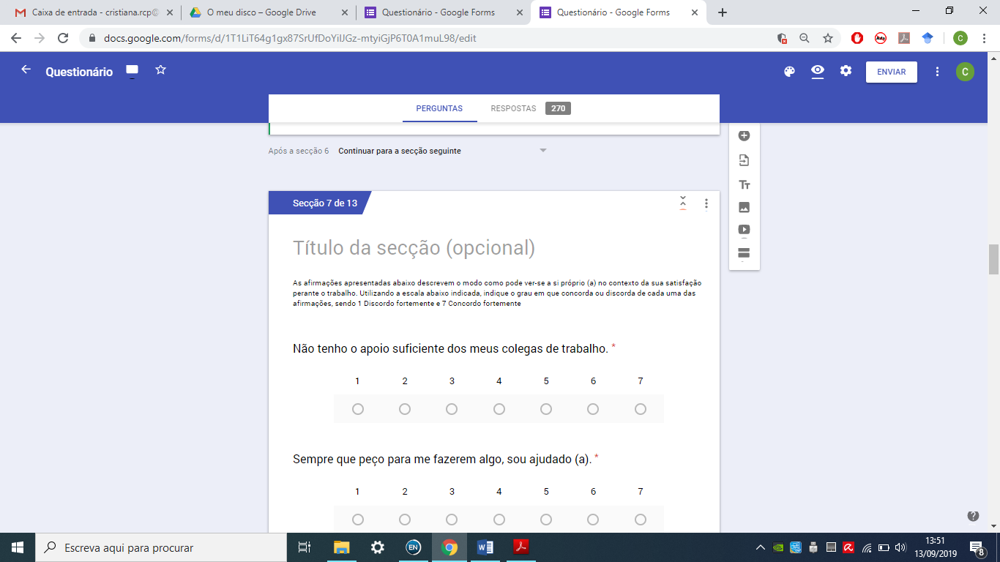 Caixa de entrada - cristiana.rcp@
O meu disco – Google Drive
Questionário - Google Forms
Questionário - Google Forms
docs.google.com/forms/d/1T1LiT64g1gx87SrUfDoYiIJGz-mtyiGjP6T0A1muL98/edit
C
Questionário
ENVIAR
C
PERGUNTAS
RESPOSTAS 270
Após a secção 6 Continuar para a secção seguinte
Secção 7 de 13
Título da secção (opcional)
As afirmações apresentadas abaixo descrevem o modo como pode ver-se a si próprio (a) no contexto da sua satisfação
perante o trabalho. Utilizando a escala abaixo indicada, indique o grau em que concorda ou discorda de cada uma das
afirmações, sendo 1 Discordo fortemente e 7 Concordo fortemente
Não tenho o apoio suficiente dos meus colegas de trabalho. *
1 2 3 4 5 6 7
Sempre que peço para me fazerem algo, sou ajudado (a). *
1 2 3 4 5 6 7
Escreva aqui para procurar
EN
13:51
13/09/2019
8